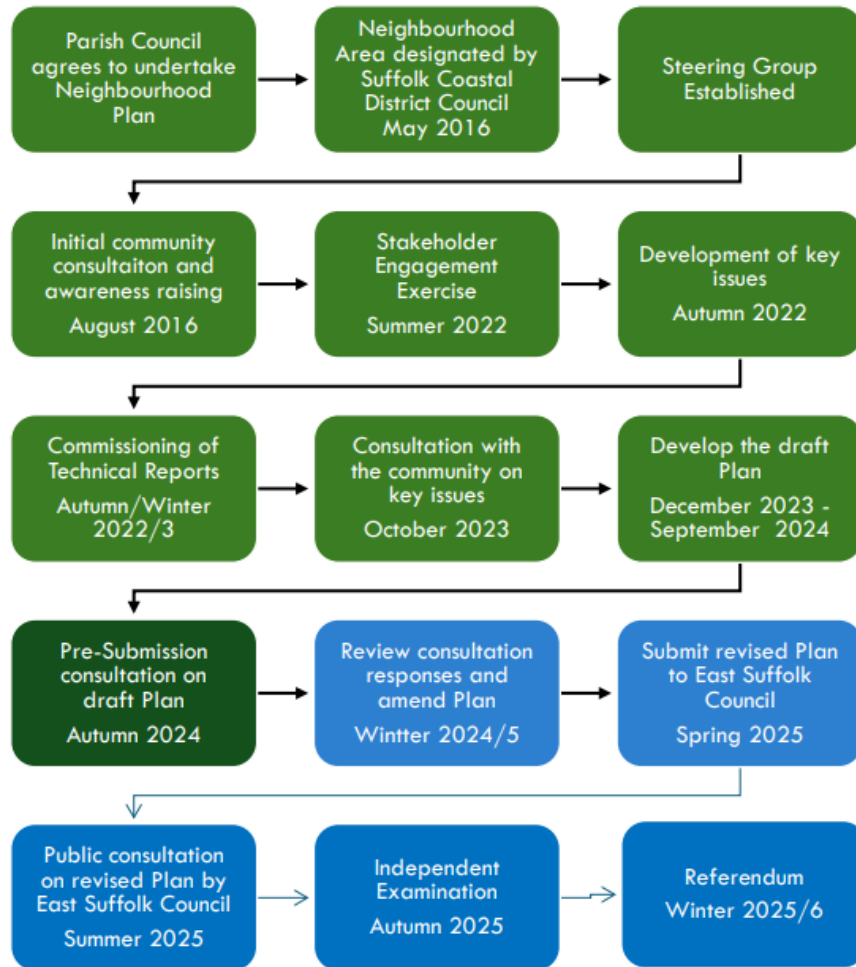 Parish Council
agrees to undertake
Neighbourhood
Plan
Neighbourhood
Area designated by
Suffolk Coastal
District Council
May 2016
Steering Group
Established
Initial community
consultaiton and
awareness raising
August 2016
Stakeholder
Engagement
Exercise
Summer 2022
Development of key
issues
Autumn 2022
Commissioning of
Technical Reports
Autumn/Winter
2022/3
Consultation with
the community on
key issues
October 2023
Develop the draft
Plan
December 2023 -
September 2024
Pre-Submission
consultation on
draft Plan
Autumn 2024
Review consultation
responses and
amend Plan
Wintter 2024/5
Submit revised Plan
to East Suffolk
Council
Spring 2025
Public consultation
on revised Plan by
East Suffolk Council
Summer 2025
Independent
Examination
Autumn 2025
Referendum
Winter 2025/6